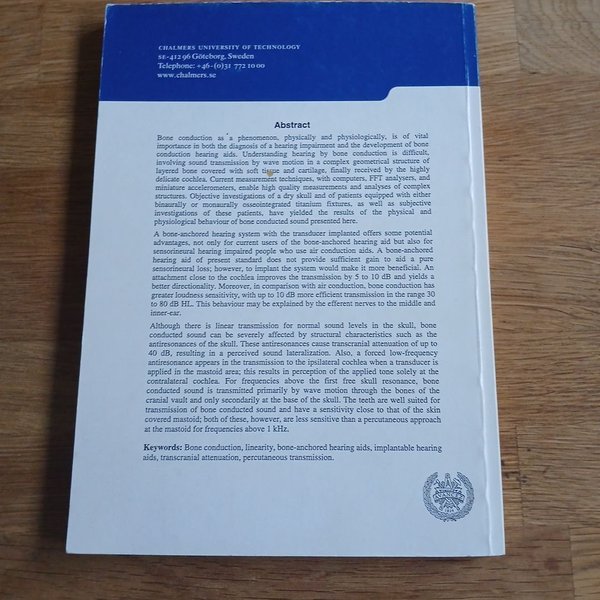 CHALMERS UNIVERSITY OF TECHNOLOGY
SE-412 96 Göteborg, Sweden
Telephone: +46-(0)31 772 10 00
www.chalmers.se
Abstract
Bone conduction as a phenomenon, physically and physiologically, is of vital
importance in both the diagnosis of a hearing impairment and the development of bone
conduction hearing aids. Understanding hearing by bone conduction is difficult,
involving sound transmission by wave motion in a complex geometrical structure of
layered bone covered with soft tissue and cartilage, finally received by the highly
delicate cochlea. Current measurement techniques, with computers, FFT analysers, and
miniature accelerometers, enable high quality measurements and analyses of complex
structures. Objective investigations of a dry skull and of patients equipped with either
binaurally or monaurally osseointegrated titanium fixtures, as well as subjective
investigations of these patients, have yielded the results of the physical and
physiological behaviour of bone conducted sound presented here.
A bone-anchored hearing system with the transducer implanted offers some potential
advantages, not only for current users of the bone-anchored hearing aid but also for
sensorineural hearing impaired people who use air conduction aids. A bone-anchored
hearing aid of present standard does not provide sufficient gain to aid a pure
sensorineural loss; however, to implant the system would make it more beneficial. An
attachment close to the cochlea improves the transmission by 5 to 10 dB and yields a
better directionality. Moreover, in comparison with air conduction, bone conduction has
greater loudness sensitivity, with up to 10 dB more efficient transmission in the range 30
to 80 dB HL. This behaviour may be explained by the efferent nerves to the middle and
inner-ear.
Although there is linear transmission for normal sound levels in the skull, bone
conducted sound can be severely affected by structural characteristics such as the
antiresonances of the skull. These antiresonances cause transcranial attenuation of up to
40 dB, resulting in a perceived sound lateralization. Also, a forced low-frequency
antiresonance appears in the transmission to the ipsilateral cochlea when a transducer is
applied in the mastoid area; this results in perception of the applied tone solely at the
contralateral cochlea. For frequencies above the first free skull resonance, bone
conducted sound is transmitted primarily by wave motion through the bones of the
cranial vault and only secondarily at the base of the skull. The teeth are well suited for
transmission of bone conducted sound and have a sensitivity close to that of the skin
covered mastoid; both of these, however, are less sensitive than a percutaneous approach
at the mastoid for frequencies above 1 kHz.
Keywords: Bone conduction, linearity, bone-anchored hearing aids, implantable hearing
aids, transcranial attenuation, percutaneous transmission.